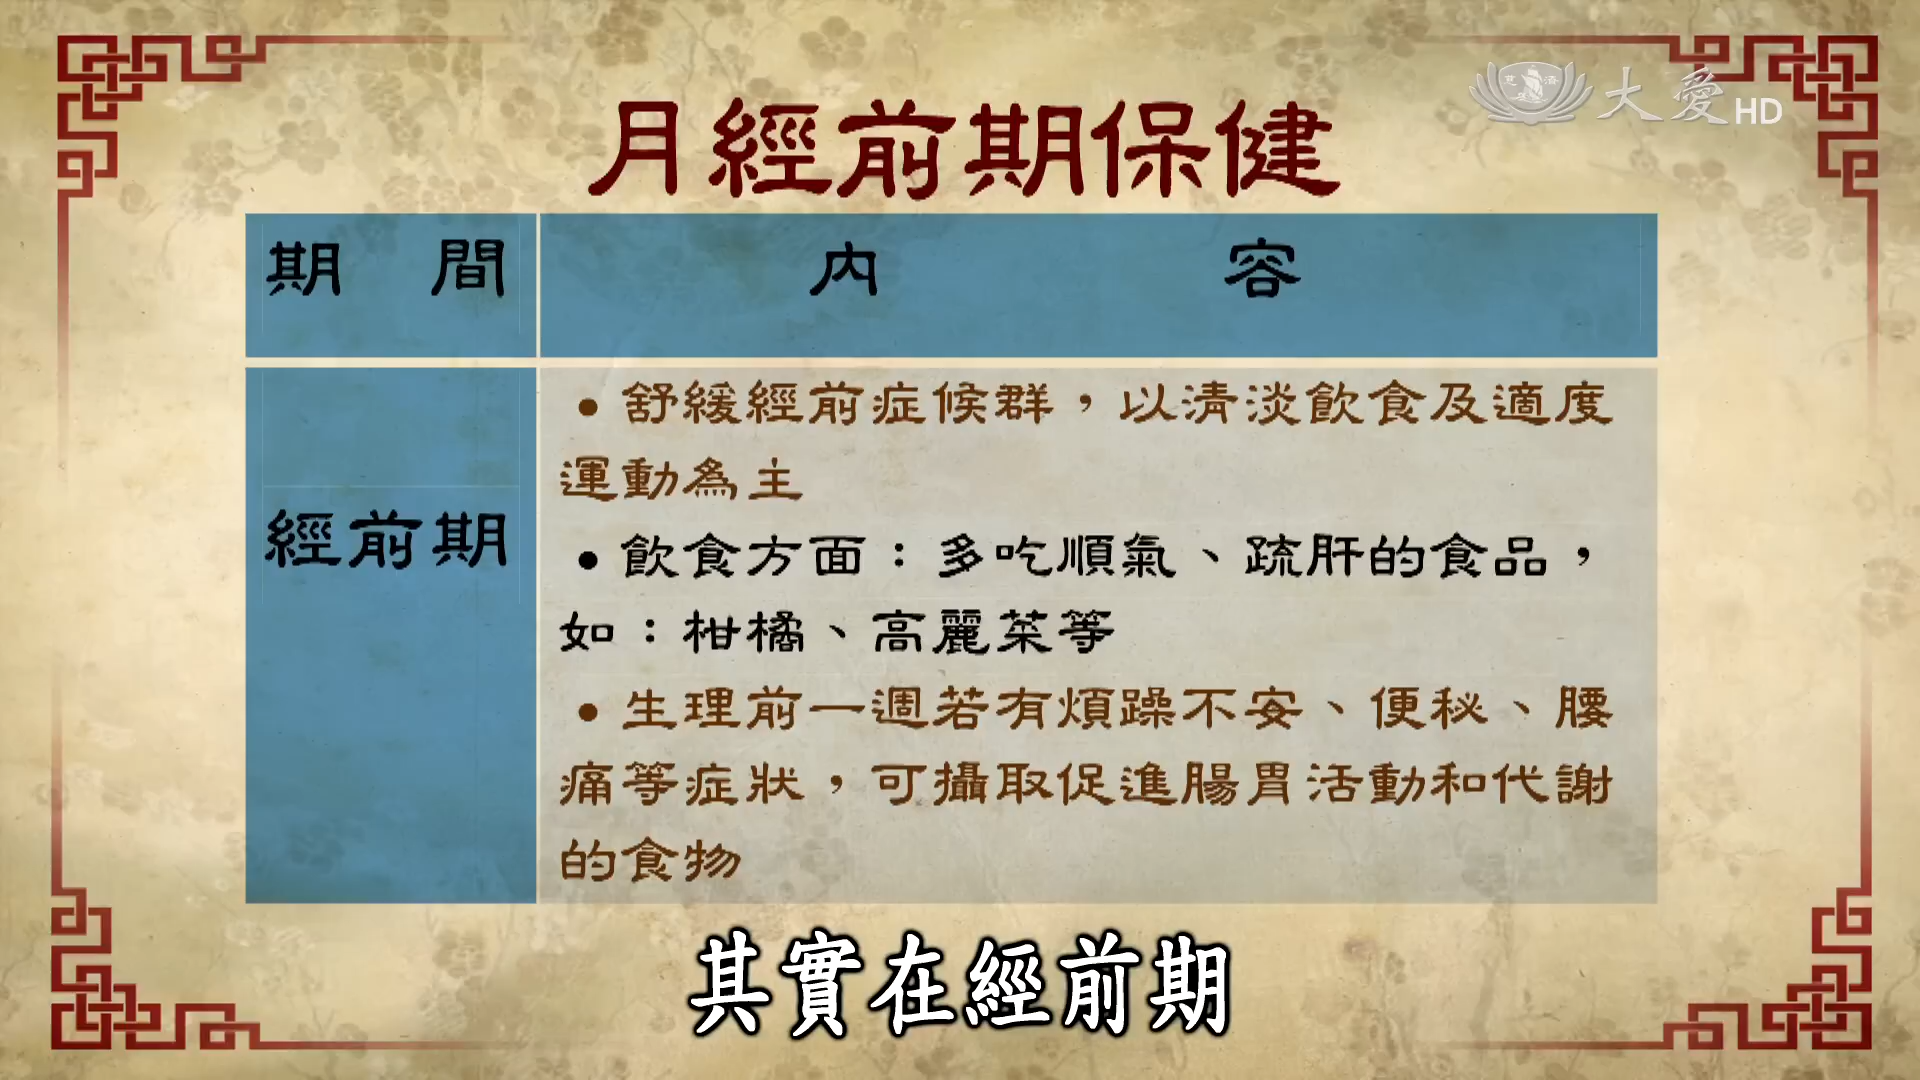 大愛HD
月經前期保健
期間
內容
經前期
•舒緩經前症候群，以清淡飲食及適度
運動為主
•飲食方面：多吃順氣、疏肝的食品，
如：柑橘、高麗菜等
•生理前一週若有煩躁不安、便秘、腰
痛等症狀，可攝取促進腸胃活動和代謝
的食物
其實在經前期